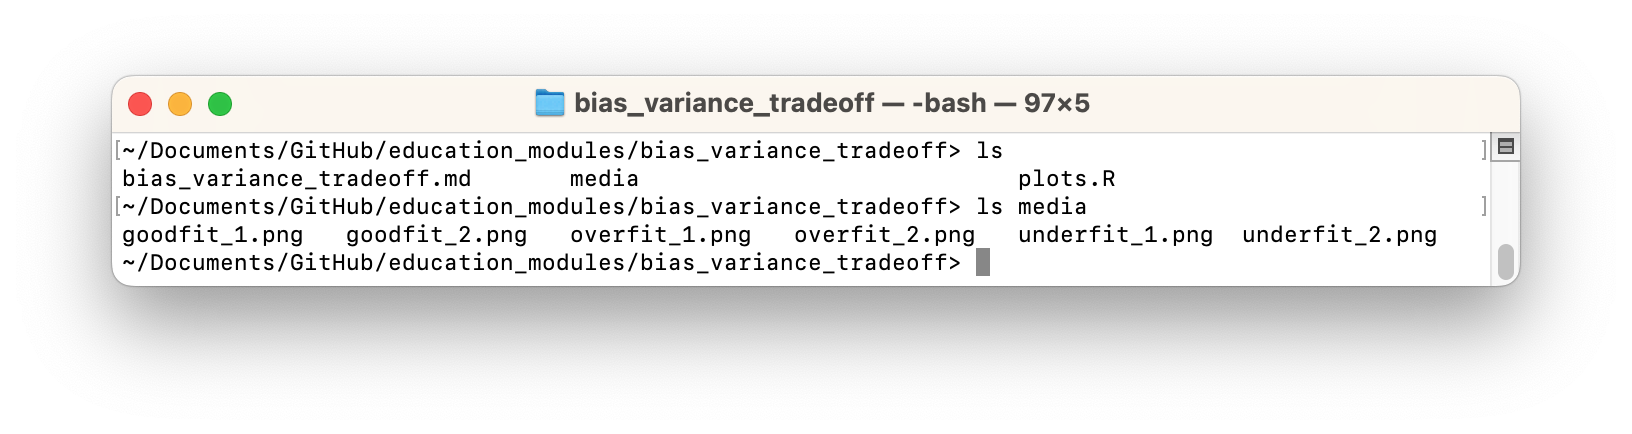 bias_variance_tradeoff — -bash — 97×5
[~/Documents/GitHub/education_modules/bias_variance_tradeoff> ls ]
bias_variance_tradeoff.md media plots.R
[~/Documents/GitHub/education_modules/bias_variance_tradeoff> ls media ]
goodfit_1.png goodfit_2.png overfit_1.png overfit_2.png underfit_1.png underfit_2.png
~/Documents/GitHub/education_modules/bias_variance_tradeoff>